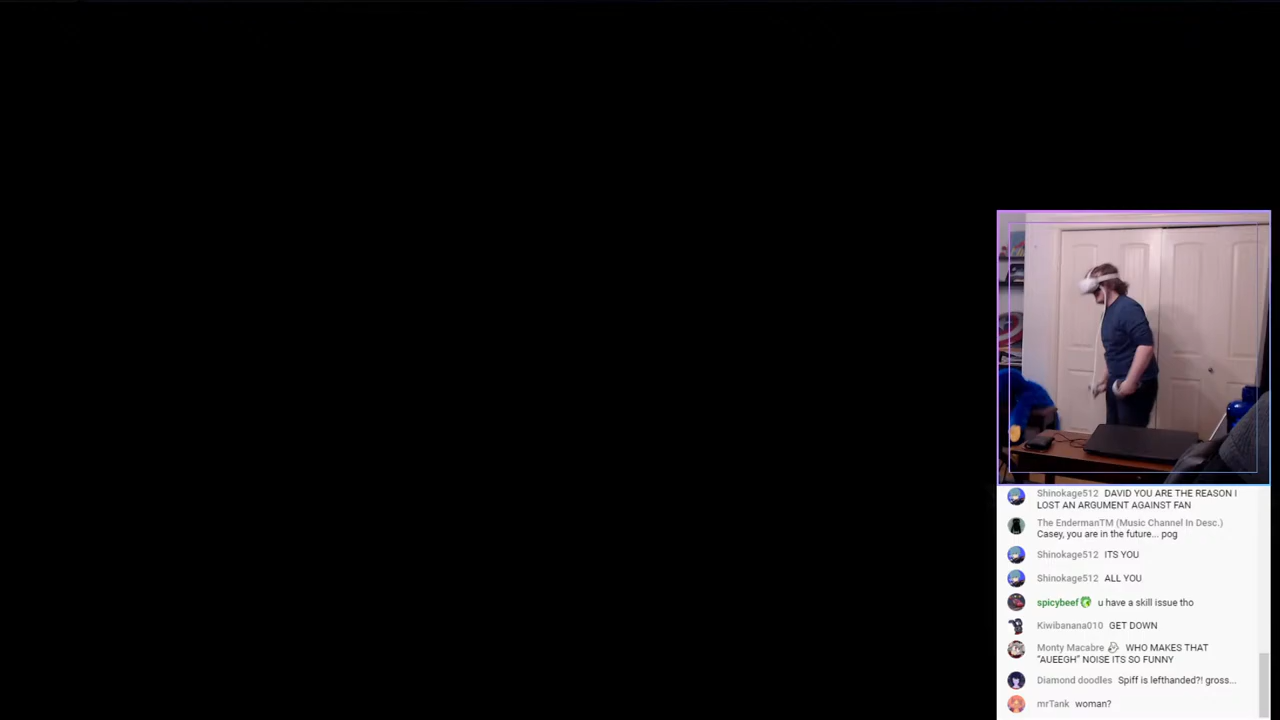 Shinokage512 DAVID YOU ARE THE REASON I
LOST AN ARGUMENT AGAINST FAN
The EndermanTM (Music Channel In Desc.)
Casey, you are in the future... pog
Shinokage512 ITS YOU
Shinokage512 ALL YOU
spicybeef u have a skill issue tho
Kiwibanana010 GET DOWN
Monty Macabre WHO MAKES THAT
"AUEEGH" NOISE ITS SO FUNNY
Diamond doodles Spiff is lefthanded?! gross...
mrTank woman?